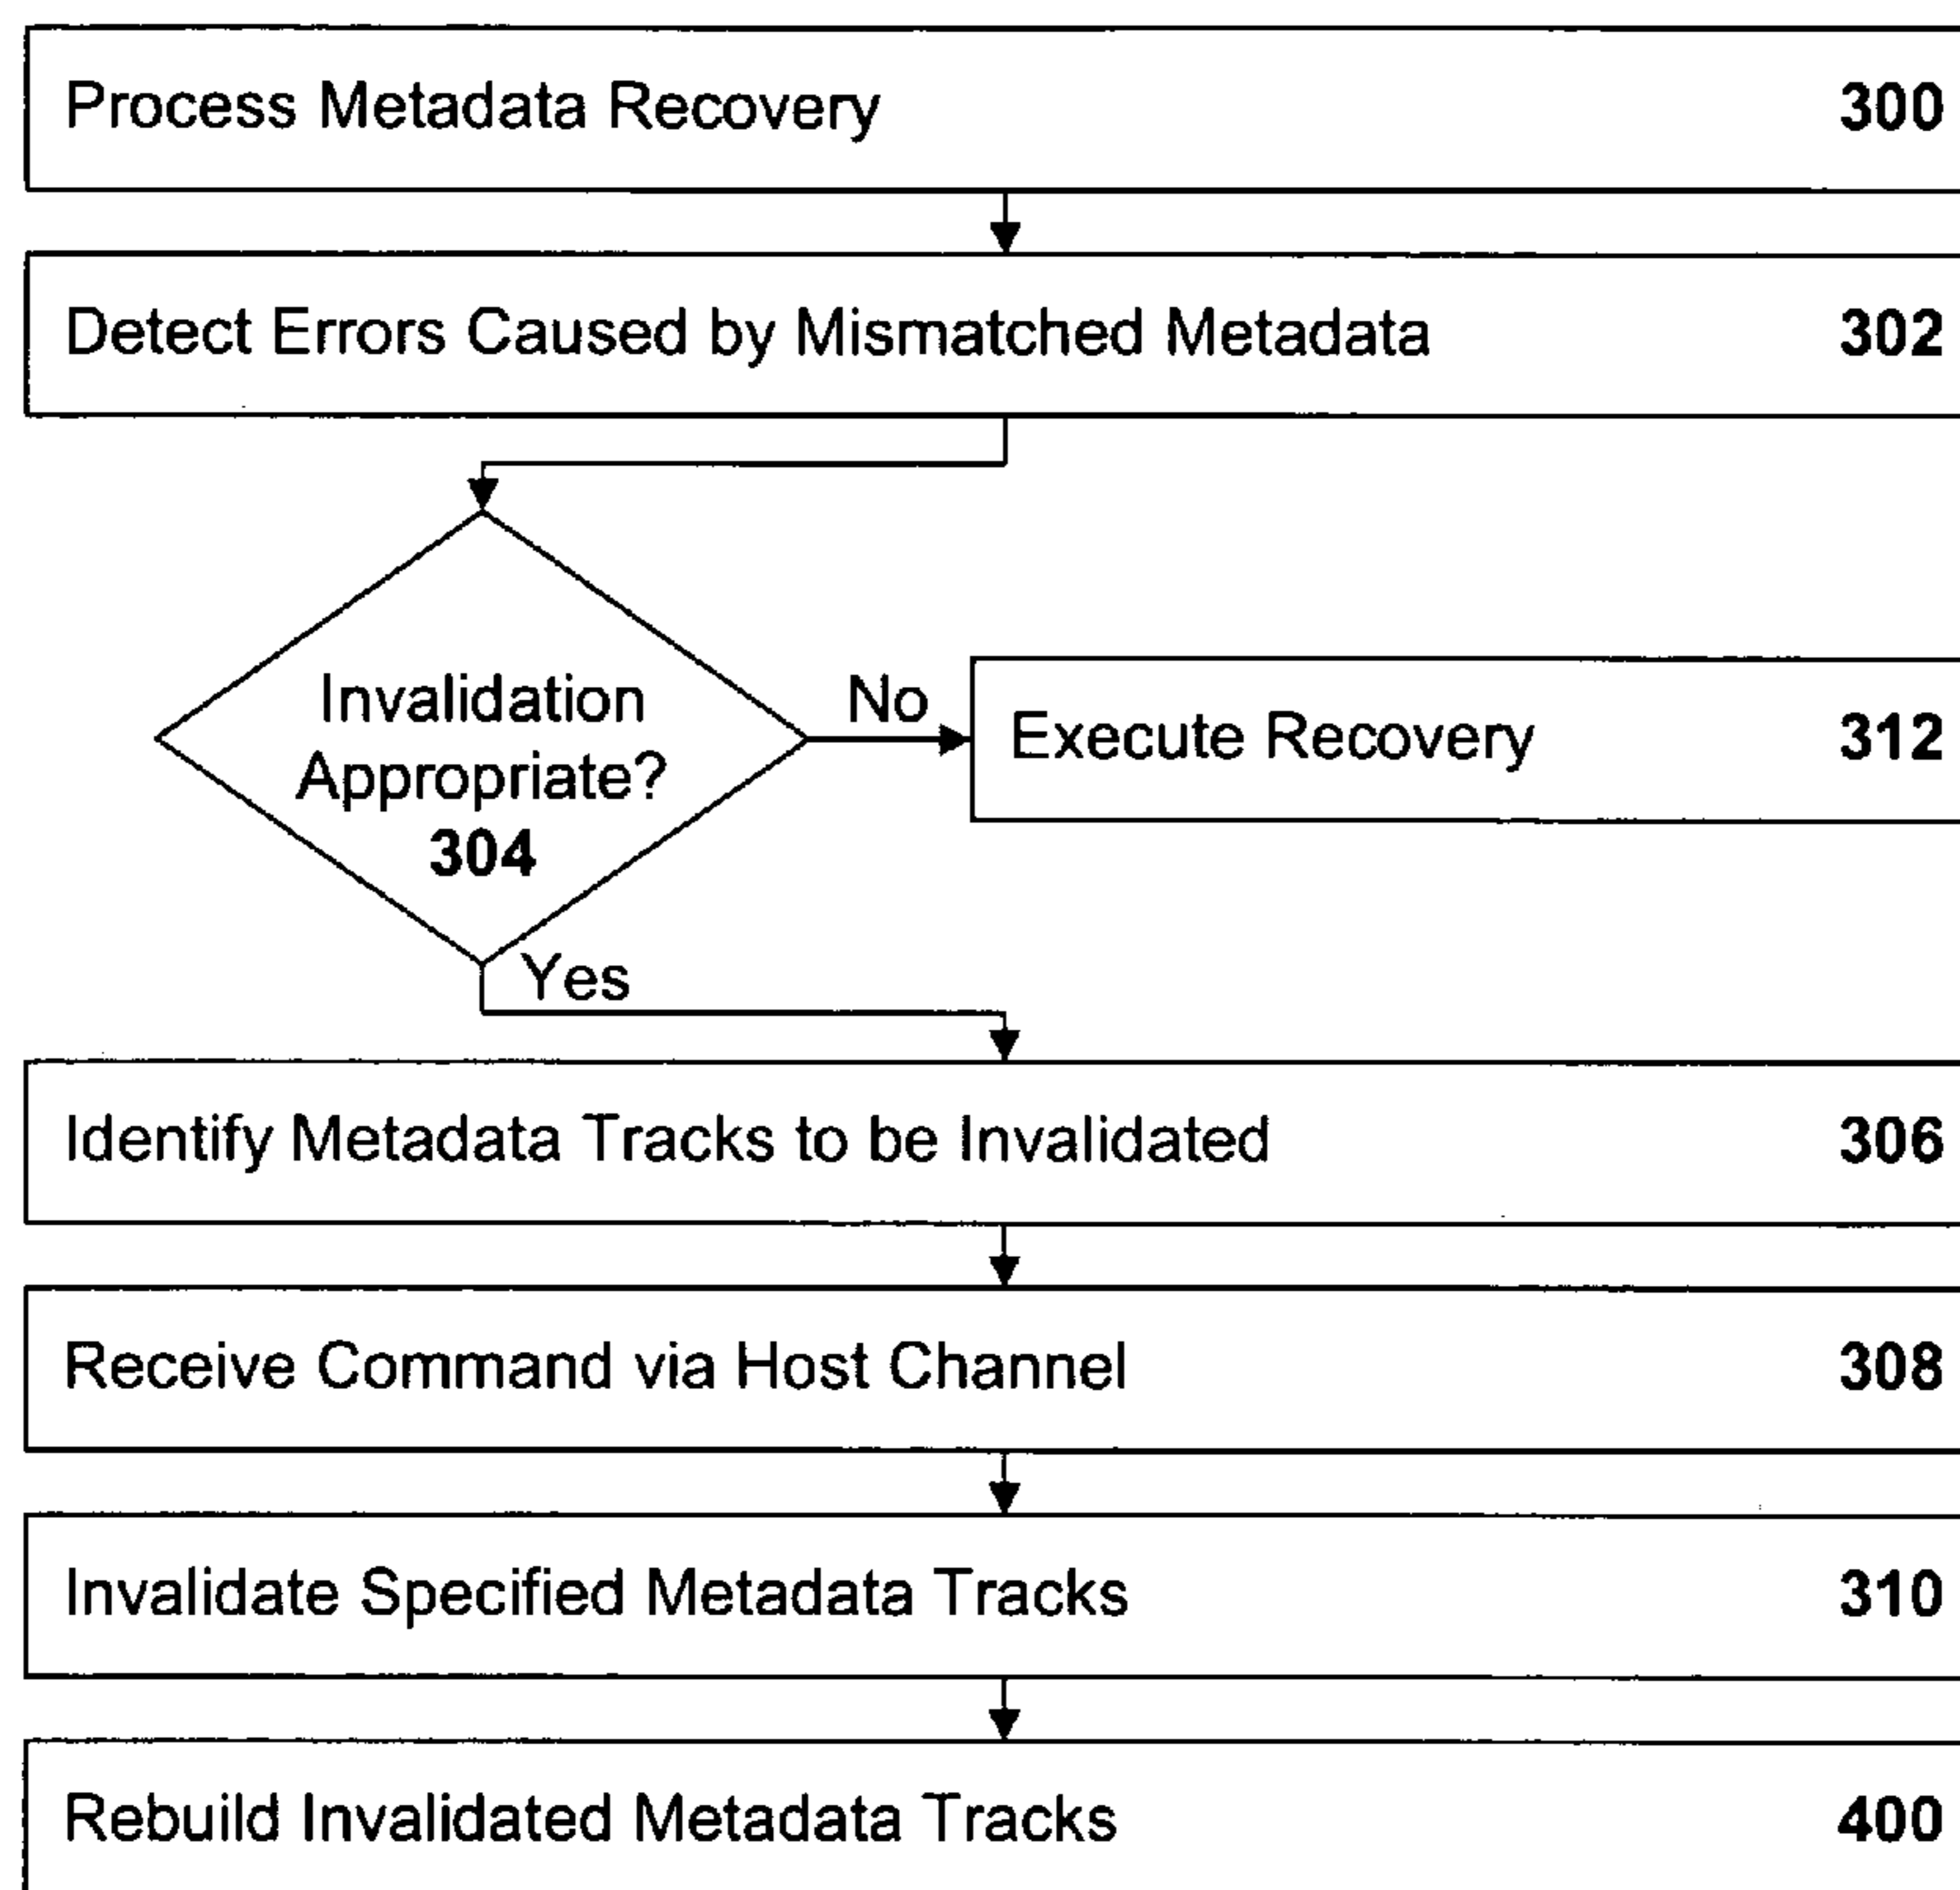 Process Metadata Recovery 300
Detect Errors Caused by Mismatched Metadata 302
Invalidation
Appropriate?
304
No
Execute Recovery 312
Yes
Identify Metadata Tracks to be Invalidated 306
Receive Command via Host Channel 308
Invalidate Specified Metadata Tracks 310
Rebuild Invalidated Metadata Tracks 400